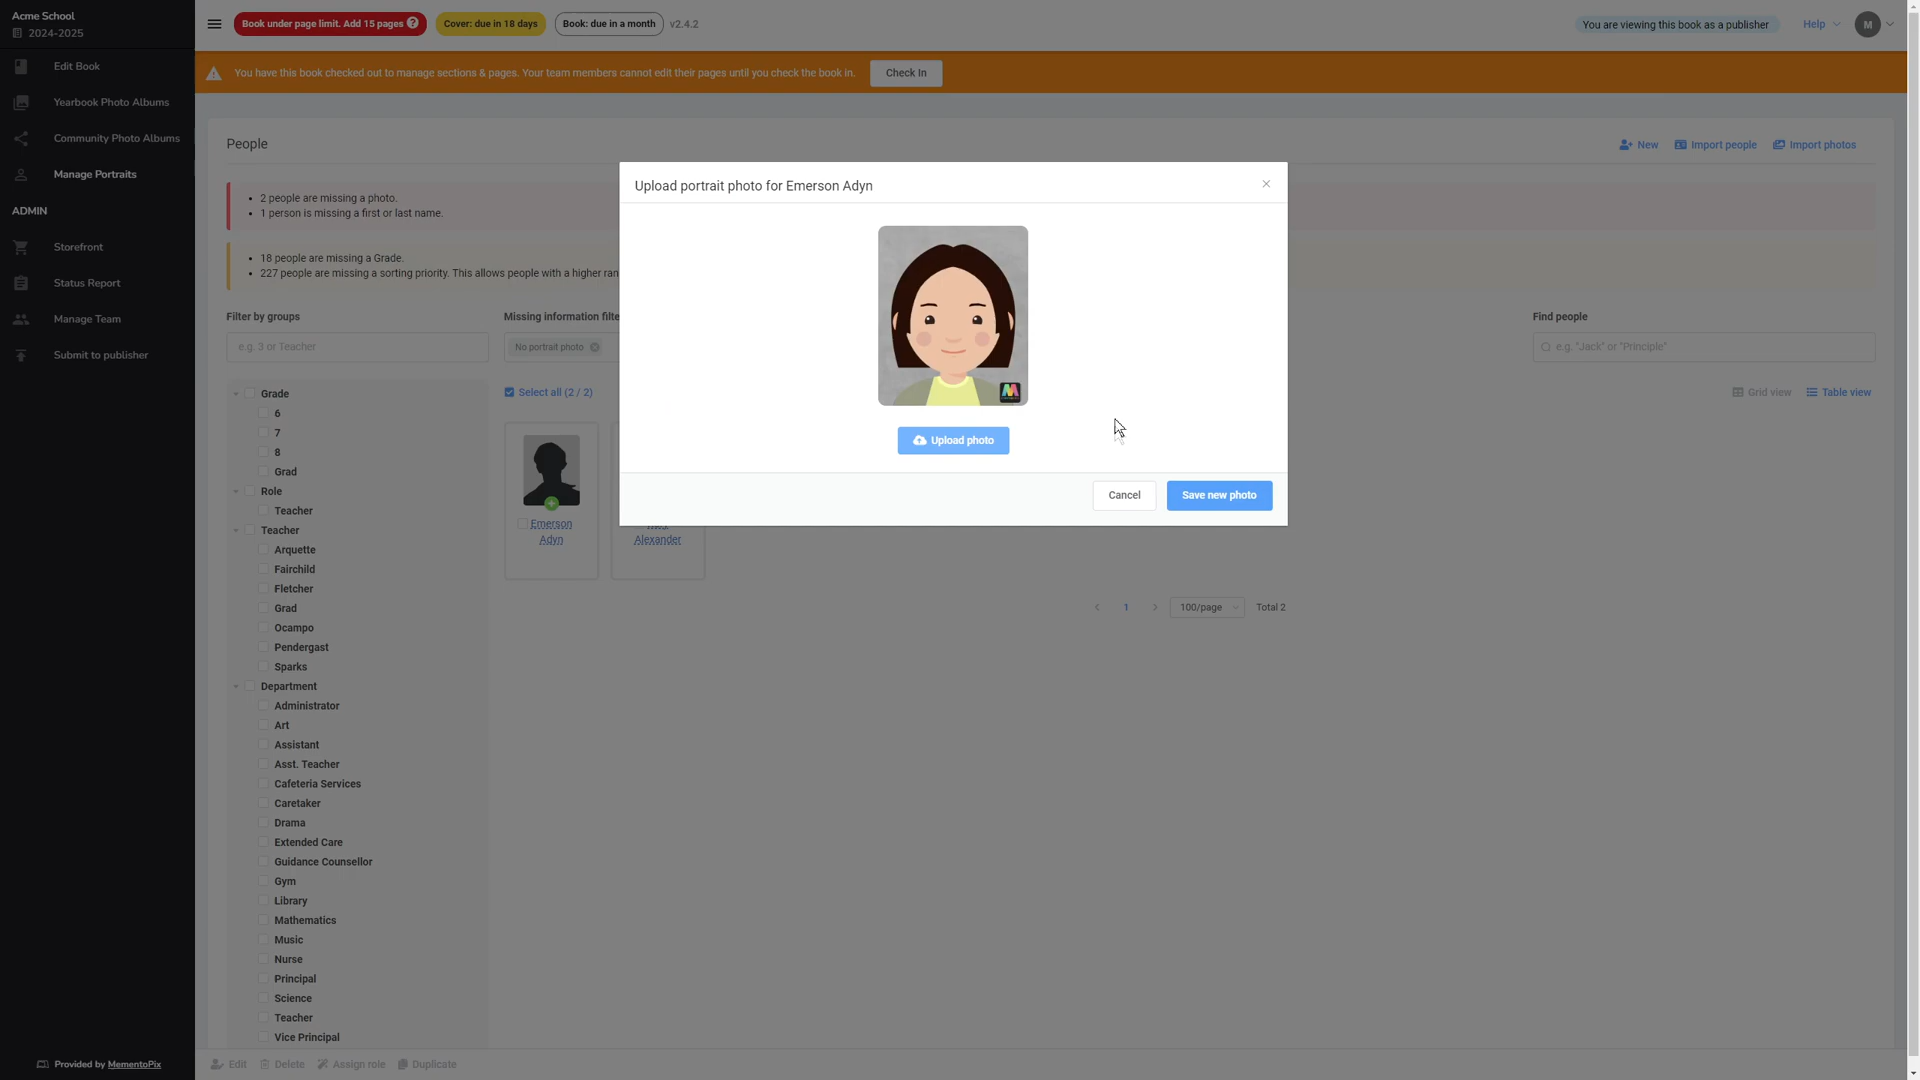 Acme School
2024-2025
Edit Book
Yearbook Photo Albums
Community Photo Albums
Manage Portraits
ADMIN
Storefront
Status Report
Manage Team
Submit to publisher
Provided by MementoPix
Book under page limit. Add 15 pages ?
Cover: due in 18 days
Book: due in a month
v2.4.2
You are viewing this book as a publisher
Help
M
You have this book checked out to manage sections & pages. Your team members cannot edit their pages until you check the book in.
Check In
People
New
Import people
Import photos
2 people are missing a photo.
1 person is missing a first or last name.
18 people are missing a Grade.
227 people are missing a sorting priority. This allows people with a higher ran
Filter by groups
e.g. 3 or Teacher
Missing information filte
No portrait photo
Find people
e.g. "Jack" or "Principle"
Select all (2 / 2)
Grid view
Table view
Grade
6
7
8
Grad
Role
Teacher
Teacher
Arquette
Fairchild
Fletcher
Grad
Ocampo
Pendergast
Sparks
Department
Administrator
Art
Assistant
Asst. Teacher
Cafeteria Services
Caretaker
Drama
Extended Care
Guidance Counsellor
Gym
Library
Mathematics
Music
Nurse
Principal
Science
Teacher
Vice Principal
Emerson
Adyn
Alexander
1
100/page
Total 2
Upload portrait photo for Emerson Adyn
Upload photo
Cancel
Save new photo
Edit
Delete
Assign role
Duplicate